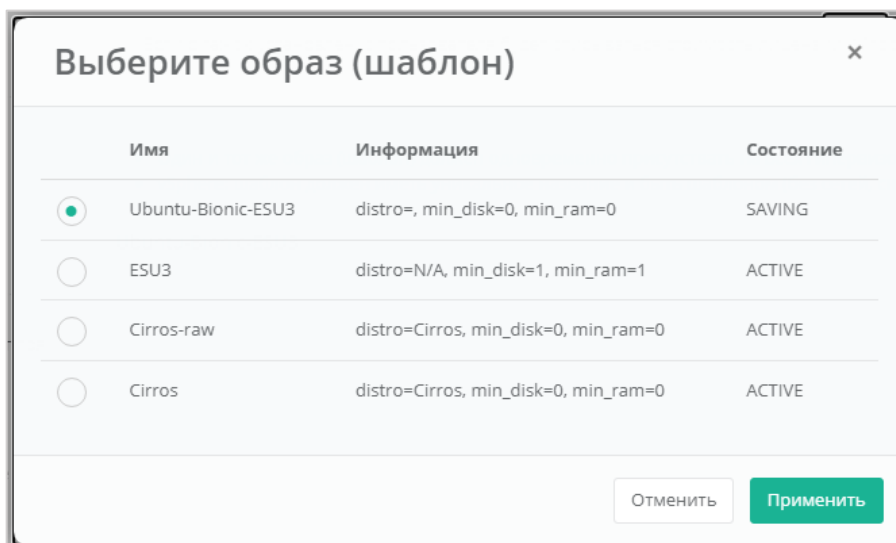 Выберите образ (шаблон) ×
Имя Информация Состояние
Ubuntu-Bionic-ESU3 distro=, min_disk=0, min_ram=0 SAVING
ESU3 distro=N/A, min_disk=1, min_ram=1 ACTIVE
Cirros-raw distro=Cirros, min_disk=0, min_ram=0 ACTIVE
Cirros distro=Cirros, min_disk=0, min_ram=0 ACTIVE
Отменить Применить